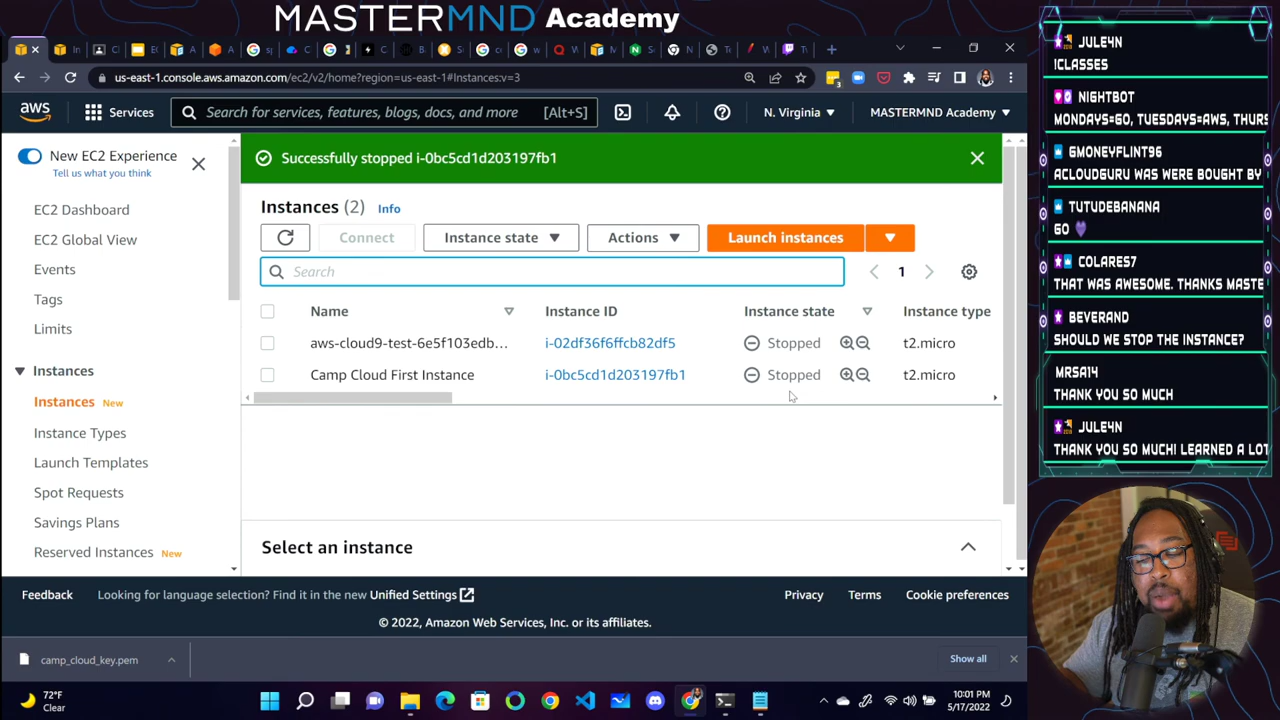 MASTERMND Academy
us-east-1.console.aws.amazon.com/ec2/v2/home?region=us-east-1#Instances:v=3
aws
Services
Search for services, features, blogs, docs, and more
[Alt+S]
N. Virginia
MASTERMND Academy
New EC2 Experience
Tell us what you think
EC2 Dashboard
EC2 Global View
Events
Tags
Limits
Instances
Instances New
Instance Types
Launch Templates
Spot Requests
Savings Plans
Reserved Instances New
Successfully stopped i-0bc5cd1d203197fb1
Instances (2) Info
Connect
Instance state
Actions
Launch instances
Search
1
Name Instance ID Instance state Instance type
aws-cloud9-test-6e5f103edb... i-02df36f6ffcb82df5 Stopped t2.micro
Camp Cloud First Instance i-0bc5cd1d203197fb1 Stopped t2.micro
Select an instance
Feedback
Looking for language selection? Find it in the new Unified Settings
Privacy
Terms
Cookie preferences
© 2022, Amazon Web Services, Inc. or its affiliates.
camp_cloud_key.pem
Show all
72°F
Clear
10:01 PM
5/17/2022
JULE4N
!CLASSES
NIGHTBOT
MONDAYS=GO, TUESDAYS=AWS, THURS
GMONEYFLINT96
ACLOUDGURU WAS WERE BOUGHT BY
TUTUDEBANANA
GO
COLARES7
THAT WAS AWESOME. THANKS MASTE
BEVERAND
SHOULD WE STOP THE INSTANCE?
MRSA14
THANK YOU SO MUCH
JULE4N
THANK YOU SO MUCH! LEARNED A LOT